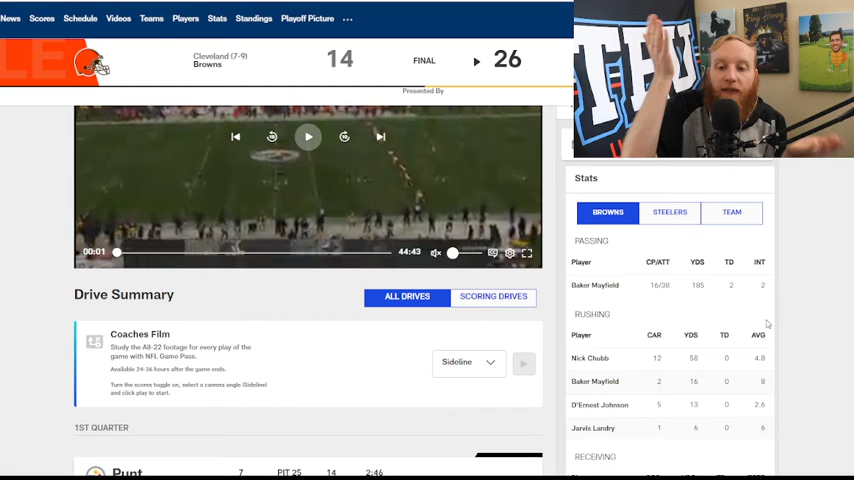 News Scores Schedule Videos Teams Players Stats Standings Playoff Picture ...
Cleveland (7-9)
Browns
14
FINAL
26
Presented By
00:01
44:43
Drive Summary
ALL DRIVES
SCORING DRIVES
Coaches Film
Study the All-22 footage for every play of the
game with NFL Game Pass.
Available 24-36 hours after the game ends.
Turn the scores toggle on, select a camera angle (Sideline)
and click play to start.
Sideline
1ST QUARTER
Punt 7 PIT 25 14 2:46
Stats
BROWNS STEELERS TEAM
PASSING
Player CP/ATT YDS TD INT
Baker Mayfield 16/38 185 2 2
RUSHING
Player CAR YDS TD AVG
Nick Chubb 12 58 0 4.8
Baker Mayfield 2 16 0 8
D'Ernest Johnson 5 13 0 2.6
Jarvis Landry 1 6 0 6
RECEIVING